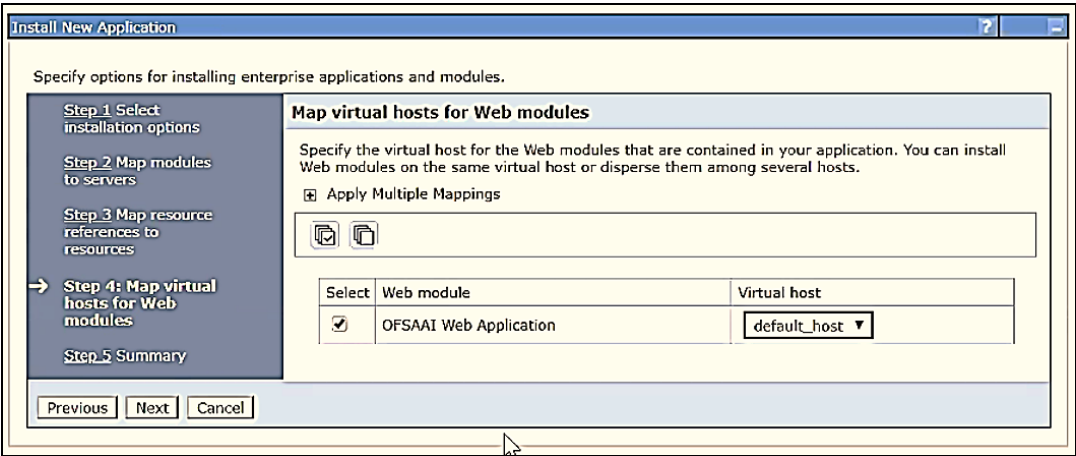 Install New Application
?
Specify options for installing enterprise applications and modules.
Step 1 Select
installation options
Step 2 Map modules
to servers
Step 3 Map resource
references to
resources
Step 4: Map virtual
hosts for Web
modules
Step 5 Summary
Map virtual hosts for Web modules
Specify the virtual host for the Web modules that are contained in your application. You can install
Web modules on the same virtual host or disperse them among several hosts.
Apply Multiple Mappings
Select Web module Virtual host
OFSAAI Web Application default_host
Previous Next Cancel